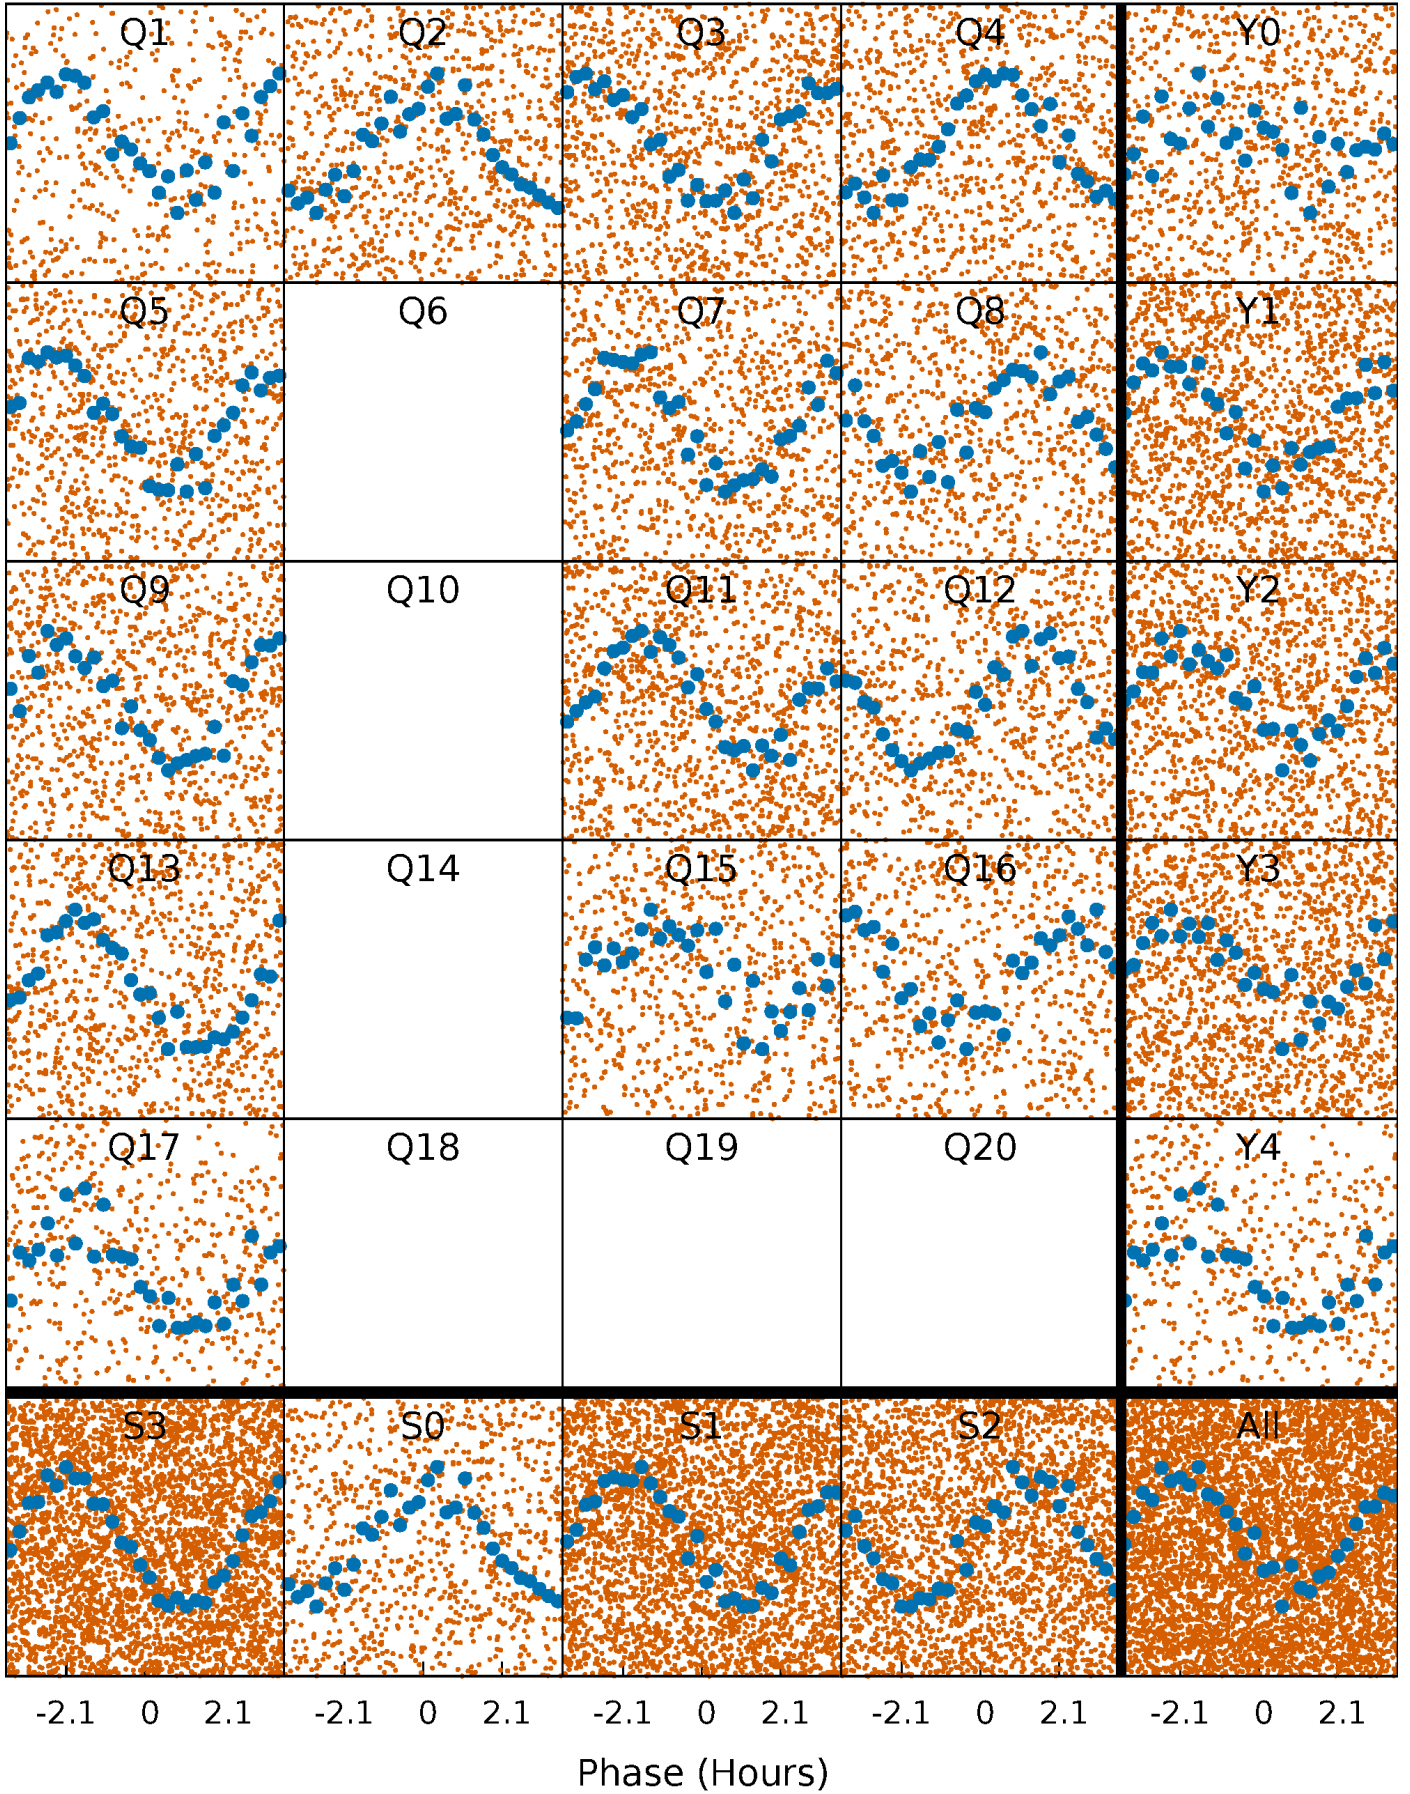 Q1 Q2 Q3 Q4 Y0
Q5 Q6 Q7 Q8 Y1
Q9 Q10 Q11 Q12 Y2
Q13 Q14 Q15 Q16 Y3
Q17 Q18 Q19 Q20 Y4
S3 S0 S1 S2 All
-2.1 0 2.1 -2.1 0 2.1 -2.1 0 2.1 -2.1 0 2.1 -2.1 0 2.1
Phase (Hours)